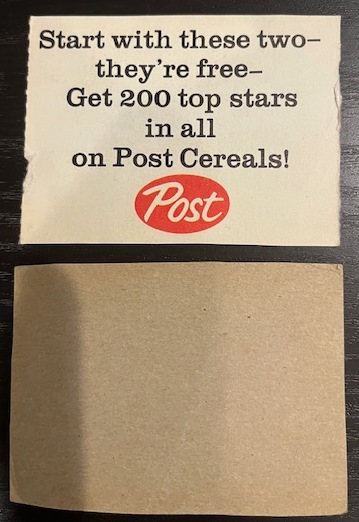 Start with these two–
they're free–
Get 200 top stars
in all
on Post Cereals!
Post